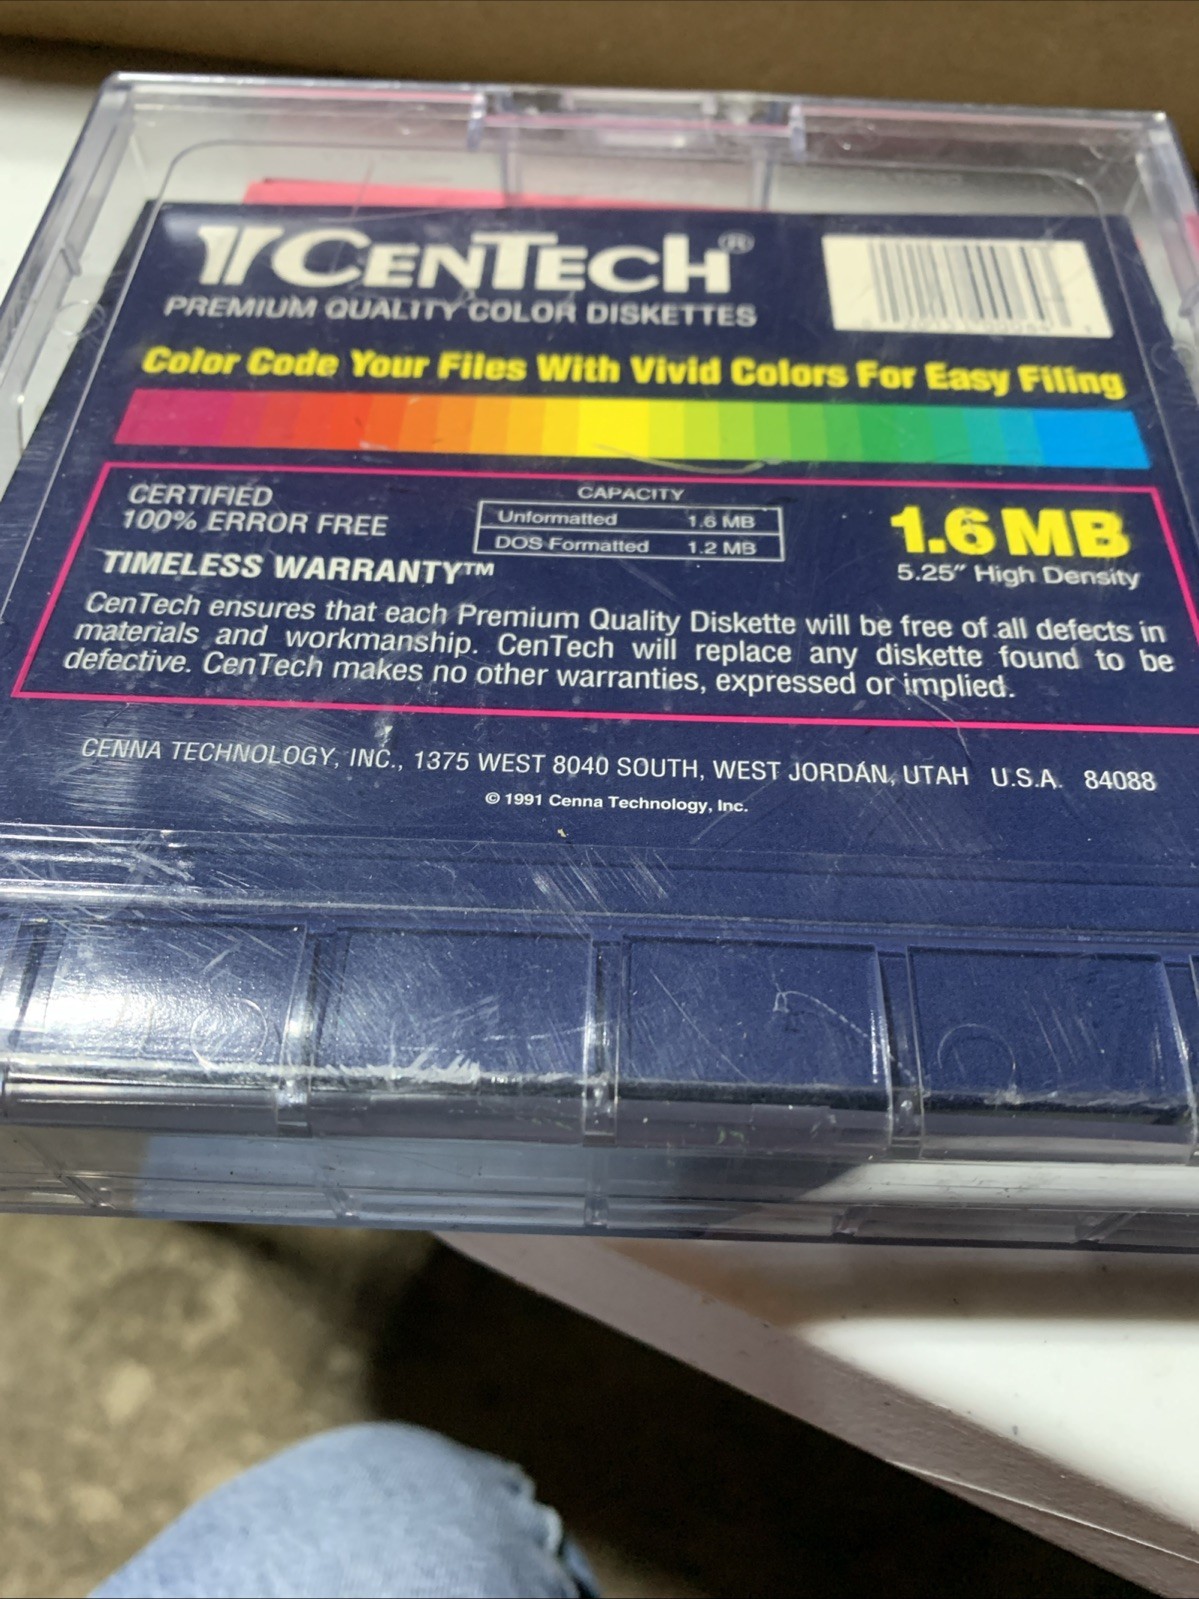 CENTECH®
PREMIUM QUALITY COLOR DISKETTES
Color Code Your Files With Vivid Colors For Easy Filing
CERTIFIED
100% ERROR FREE
CAPACITY
Unformatted 1.6 MB
DOS Formatted 1.2 MB
1.6 MB
5.25" High Density
TIMELESS WARRANTY™
CenTech ensures that each Premium Quality Diskette will be free of all defects in
materials and workmanship. CenTech will replace any diskette found to be
defective. CenTech makes no other warranties, expressed or implied.
CENNA TECHNOLOGY, INC., 1375 WEST 8040 SOUTH, WEST JORDAN, UTAH U.S.A. 84088
© 1991 Cenna Technology, Inc.